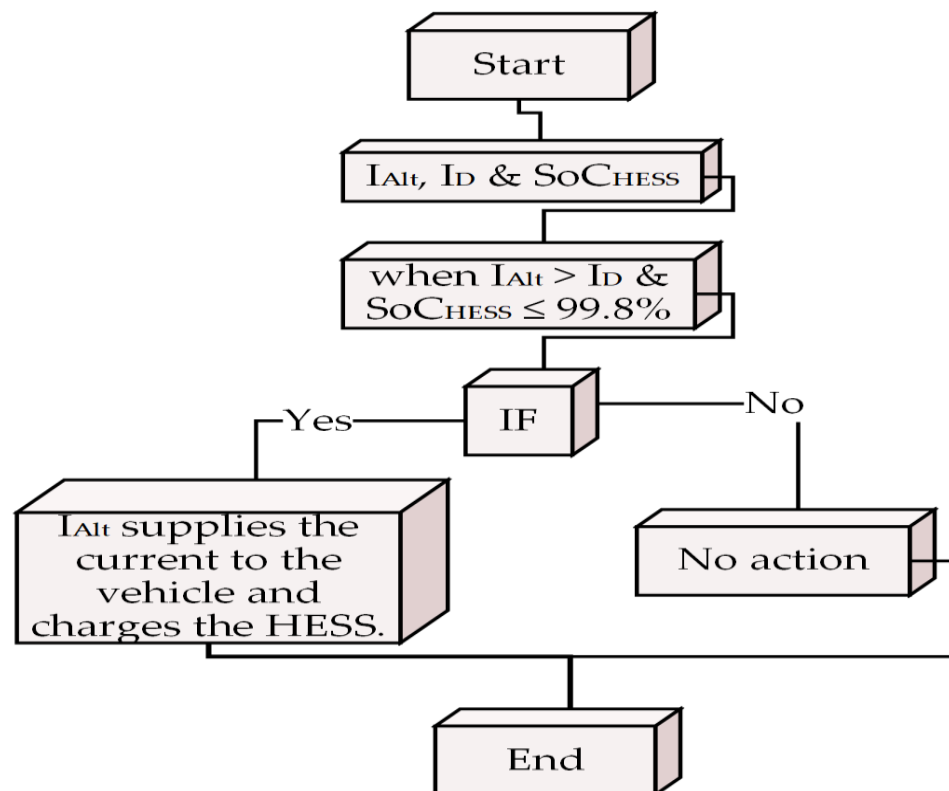 Start
IAlt, ID & SoCHESS
when IAlt > ID &
SoCHESS ≤ 99.8%
IF
Yes
No
IAlt supplies the
current to the
vehicle and
charges the HESS.
No action
End